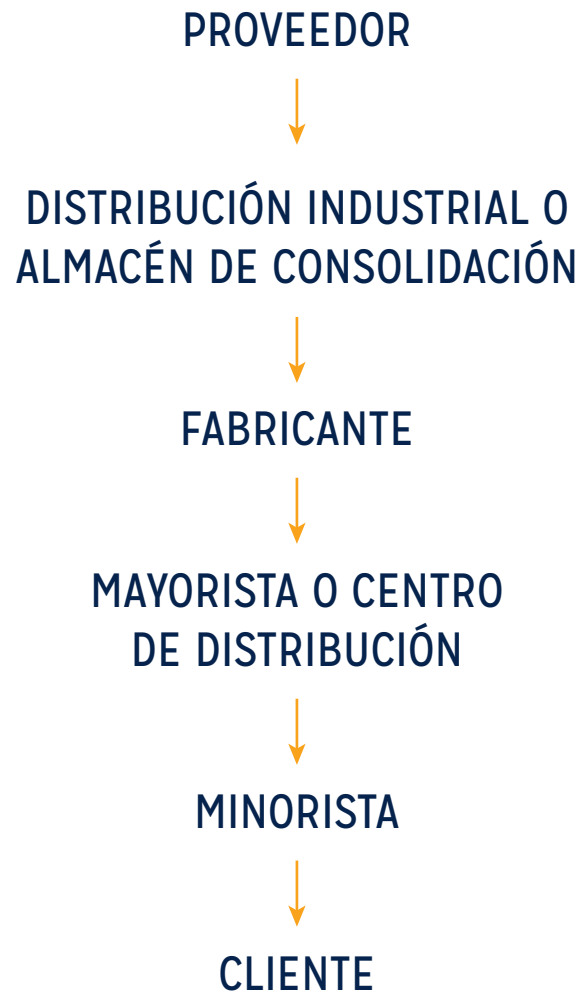 PROVEEDOR
DISTRIBUCIÓN INDUSTRIAL O
ALMACÉN DE CONSOLIDACIÓN
FABRICANTE
MAYORISTA O CENTRO
DE DISTRIBUCIÓN
MINORISTA
CLIENTE